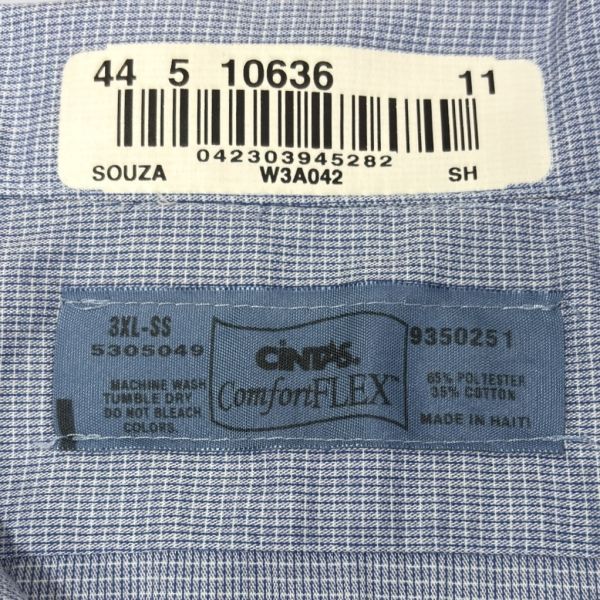 44 5 10636 11
042303945282
SOUZA W3A042 SH
3XL-SS
5305049
MACHINE WASH
TUMBLE DRY
DO NOT BLEACH
COLORS.
CINTAS.
ComfortFLEX™
9350251
65% POLYESTER
35% COTTON
MADE IN HAITI